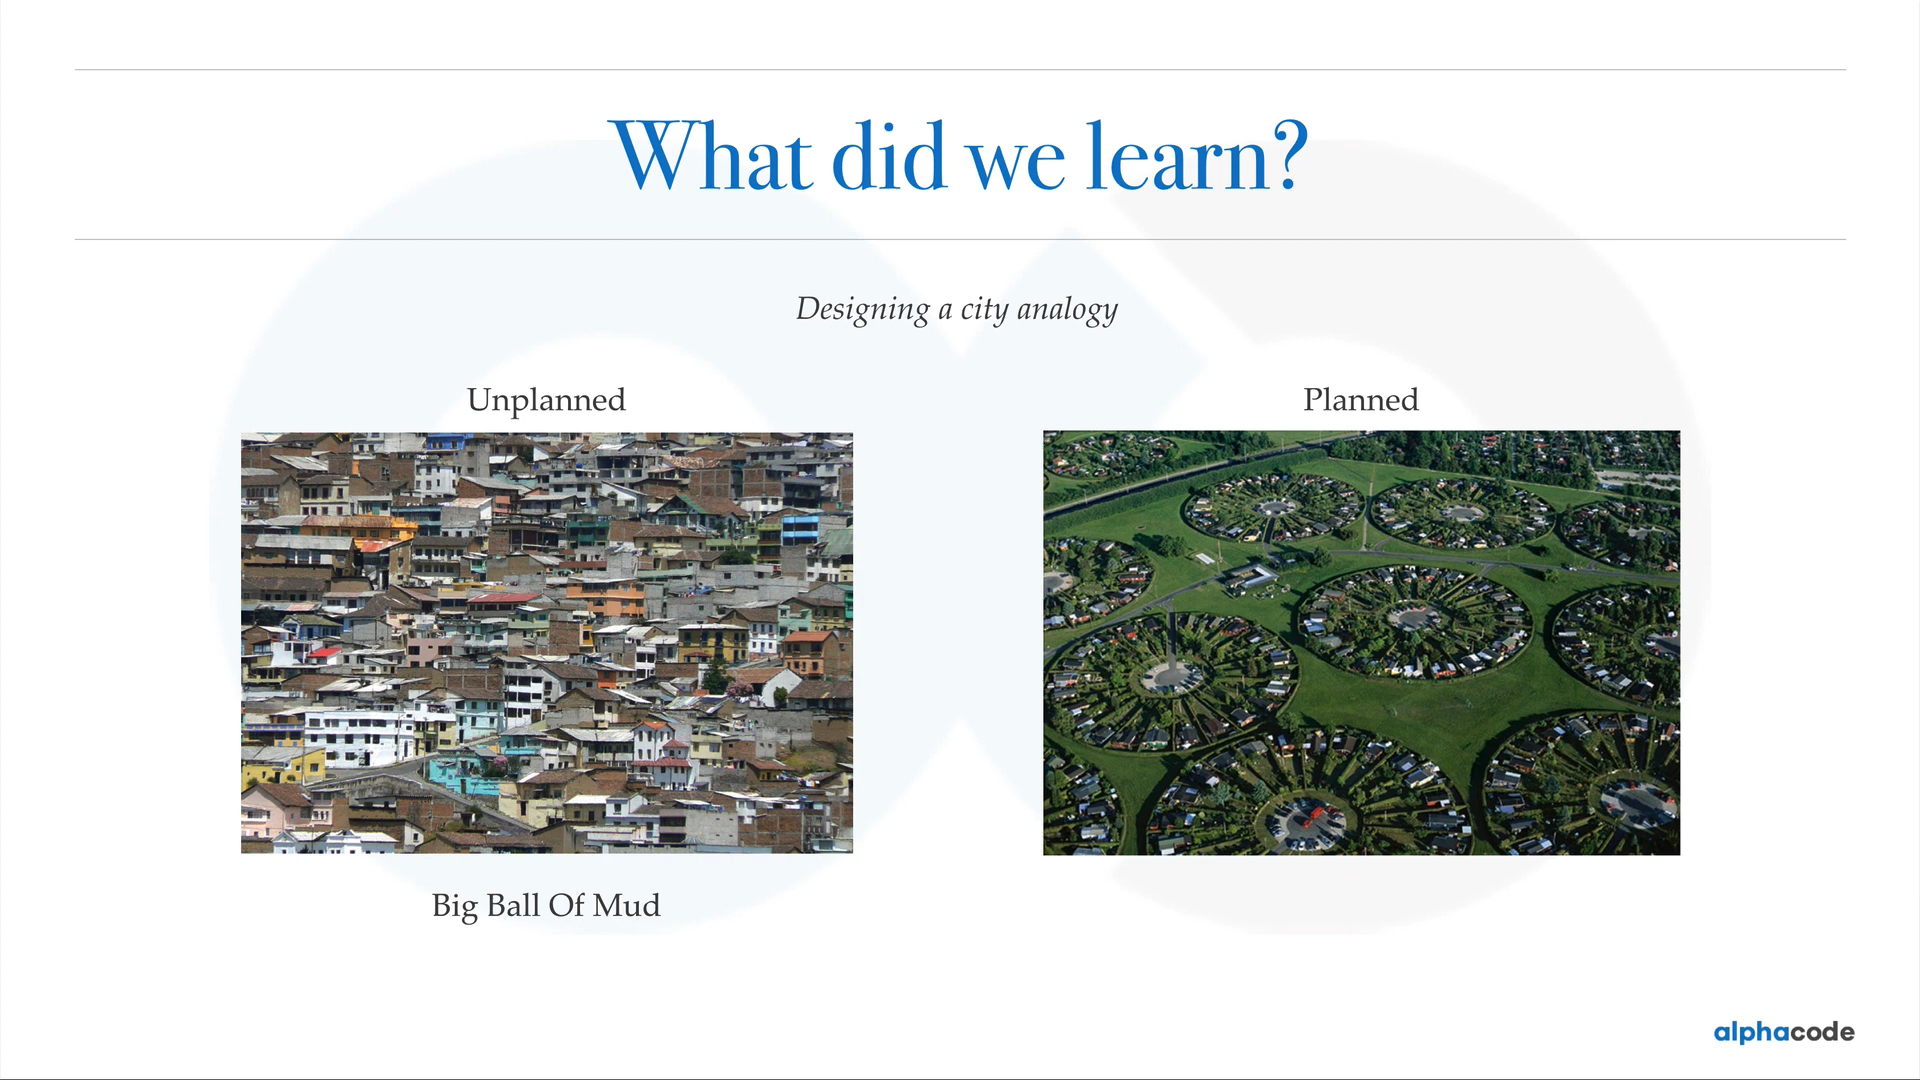 What did we learn?
Designing a city analogy
Unplanned
Planned
Big Ball Of Mud
alphacode